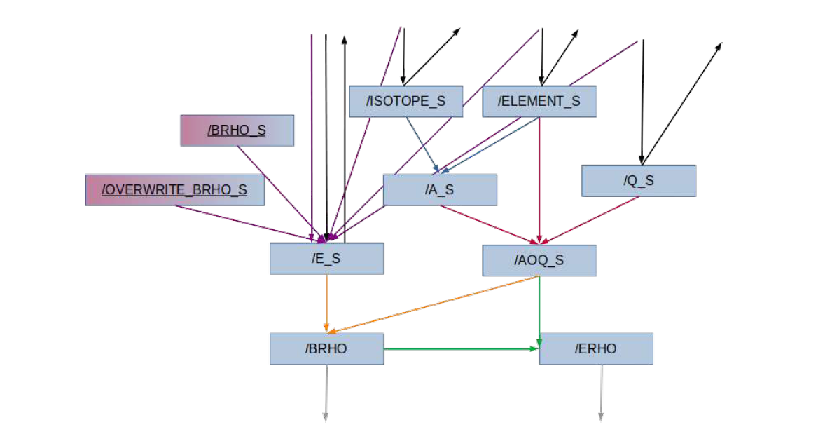 /ISOTOPE_S
/ELEMENT_S
/BRHO_S
/OVERWRITE_BRHO_S
/A_S
/Q_S
/E_S
/AOQ_S
/BRHO
/ERHO